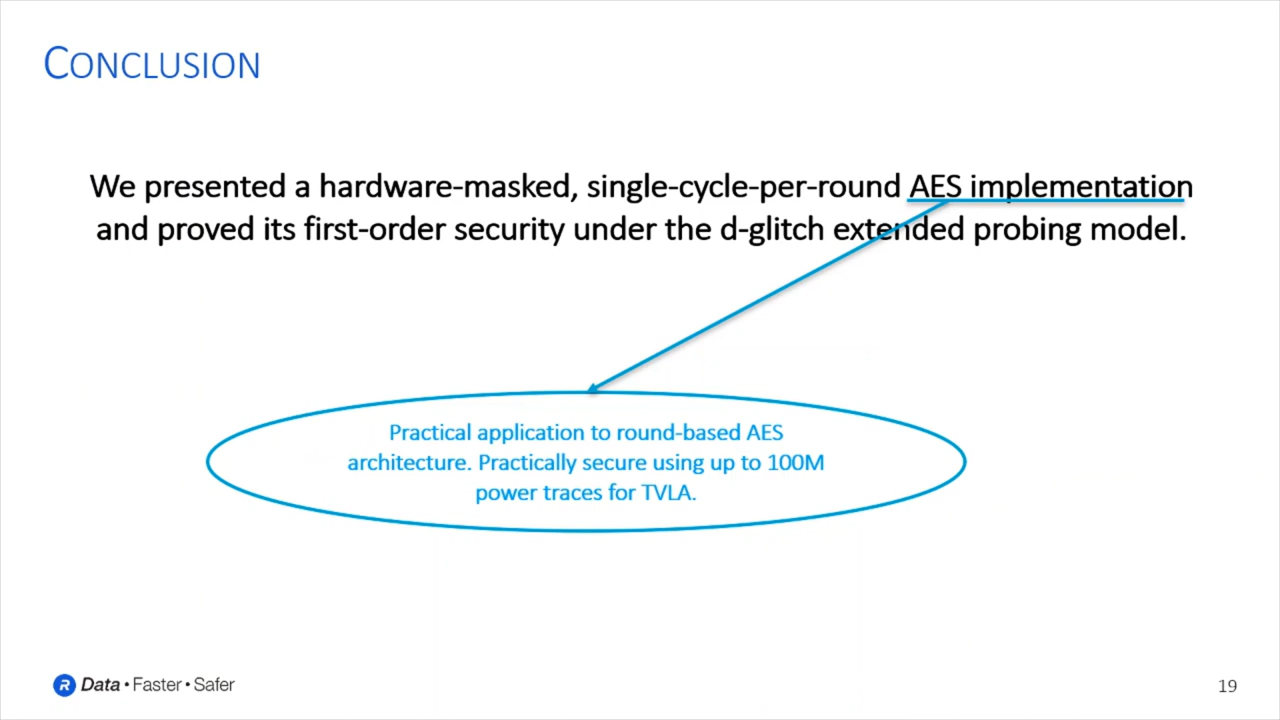 CONCLUSION
We presented a hardware-masked, single-cycle-per-round AES implementation
and proved its first-order security under the d-glitch extended probing model.
Practical application to round-based AES
architecture. Practically secure using up to 100M
power traces for TVLA.
R Data • Faster • Safer
19